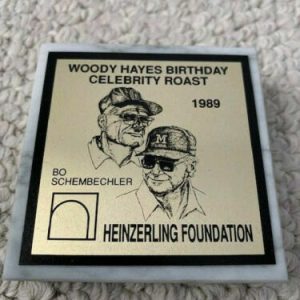 WOODY HAYES BIRTHDAY
CELEBRITY ROAST
1989
M
BO
SCHEMBECHLER
HEINZERLING FOUNDATION